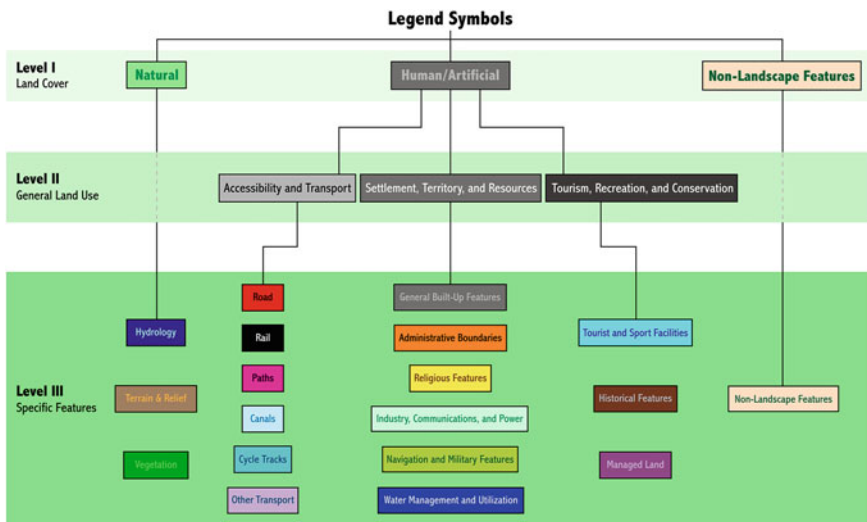 Legend Symbols
Level I
Land Cover
Natural
Human/Artificial
Non-Landscape Features
Level II
General Land Use
Accessibility and Transport
Settlement, Territory, and Resources
Tourism, Recreation, and Conservation
Level III
Specific Features
Hydrology
Terrain & Relief
Vegetation
Road
Rail
Paths
Canals
Cycle Tracks
Other Transport
General Built-Up Features
Administrative Boundaries
Religious Features
Industry, Communications, and Power
Navigation and Military Features
Water Management and Utilization
Tourist and Sport Facilities
Historical Features
Managed Land
Non-Landscape Features